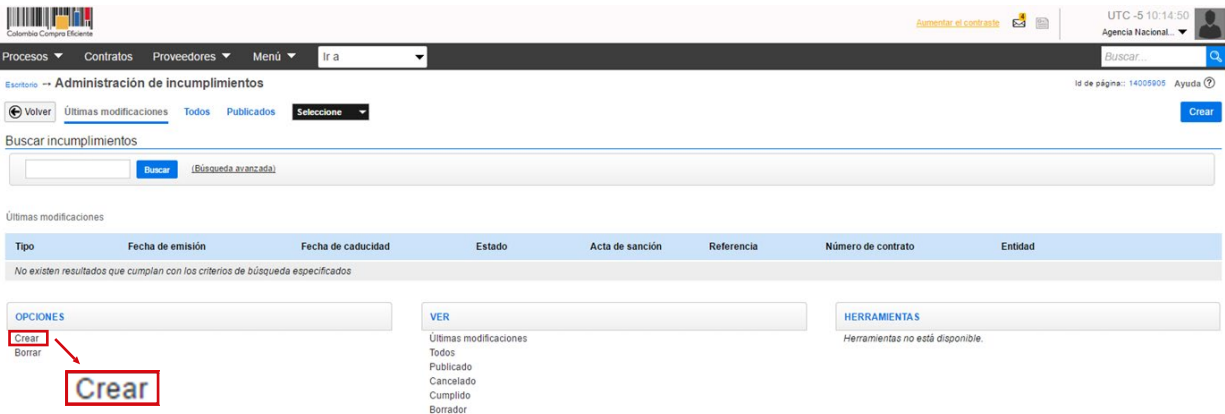 Colombia Compra Eficiente
Aumentar el contraste
4
UTC -5 10:14:50
Agencia Nacional...
Procesos Contratos Proveedores Menú Ir a Buscar...
Escritorio → Administración de incumplimientos
Id de página:: 14005905 Ayuda ?
Volver Últimas modificaciones Todos Publicados Seleccione Crear
Buscar incumplimientos
Buscar (Búsqueda avanzada)
Últimas modificaciones
Tipo Fecha de emisión Fecha de caducidad Estado Acta de sanción Referencia Número de contrato Entidad
No existen resultados que cumplan con los criterios de búsqueda especificados
OPCIONES
Crear
Borrar
Crear
VER
Últimas modificaciones
Todos
Publicado
Cancelado
Cumplido
Borrador
HERRAMIENTAS
Herramientas no está disponible.